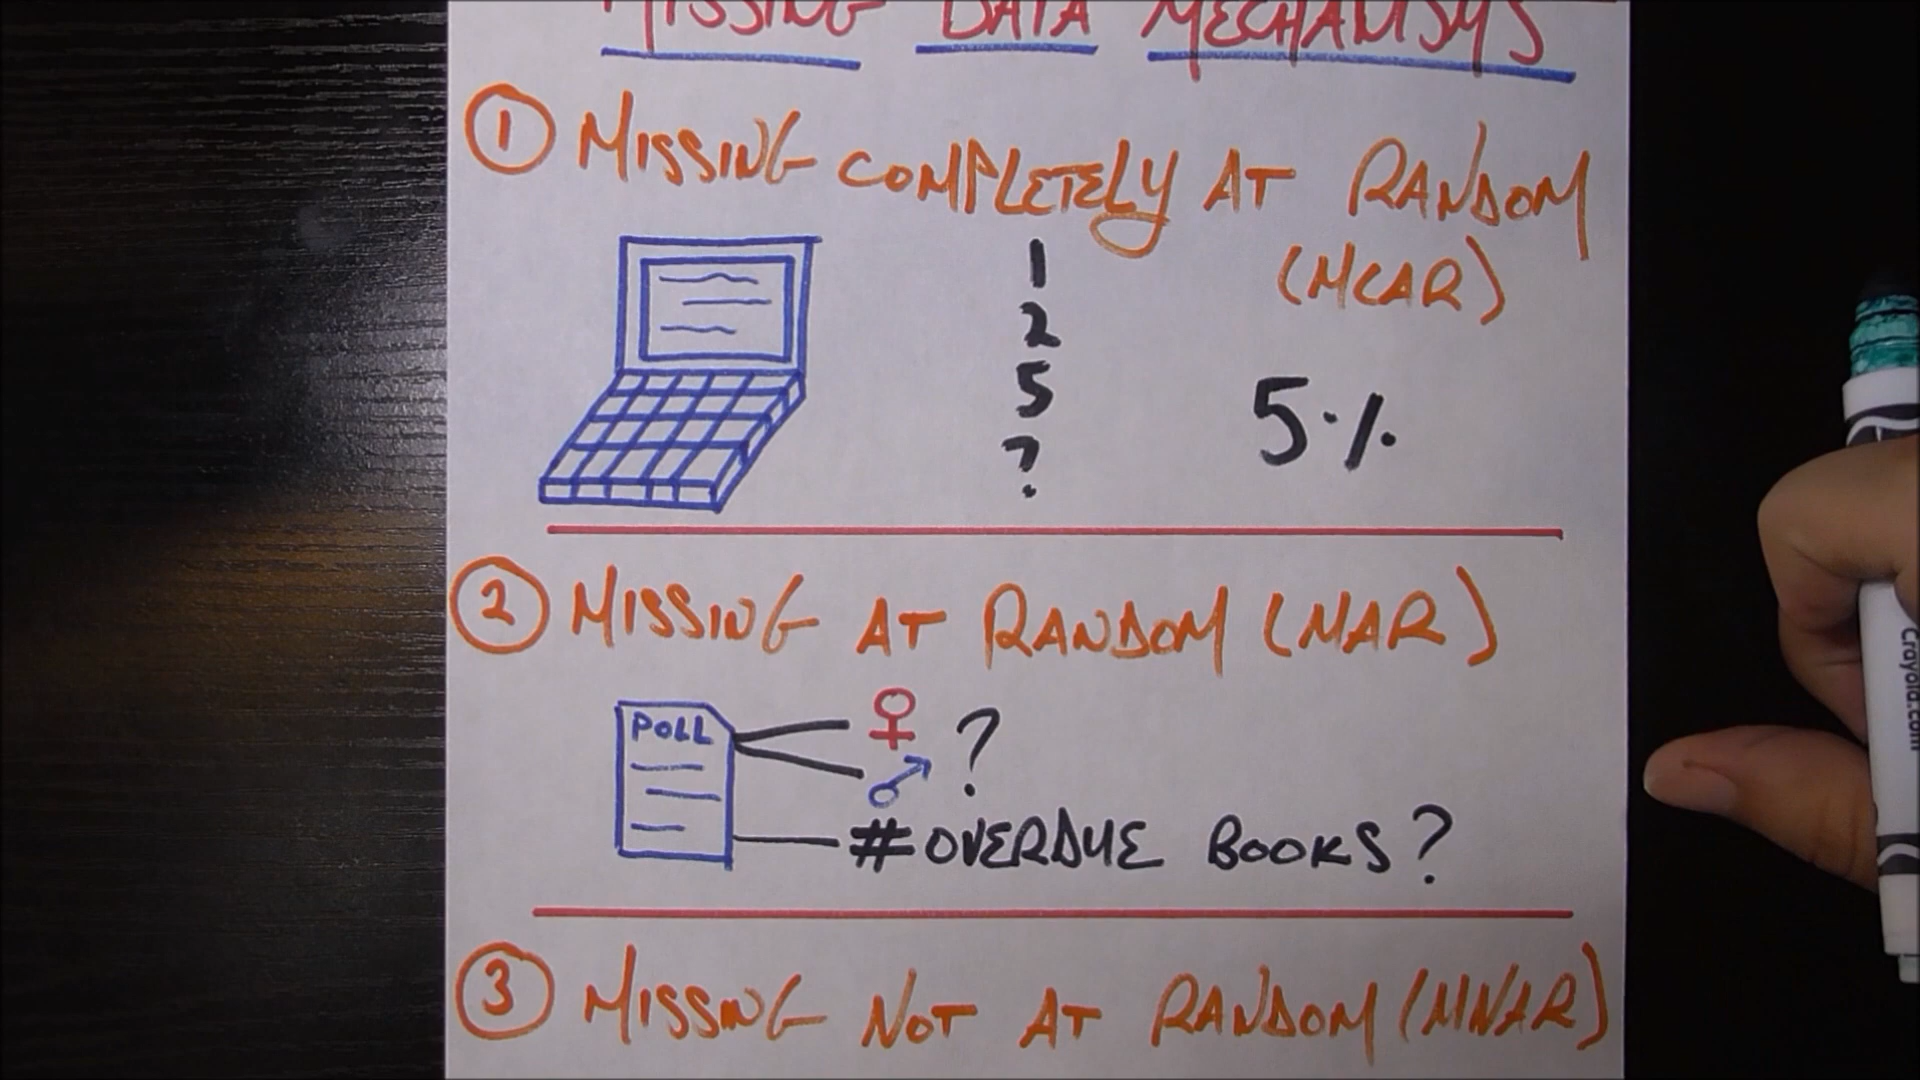 MISSING DATA MECHANISMS
1 MISSING COMPLETELY AT RANDOM
(MCAR)
1
2
5
?
5%
2 MISSING AT RANDOM (MAR)
POLL
♀
♂ ?
# OVERDUE BOOKS?
3 MISSING NOT AT RANDOM (MNAR)
Crayola.com